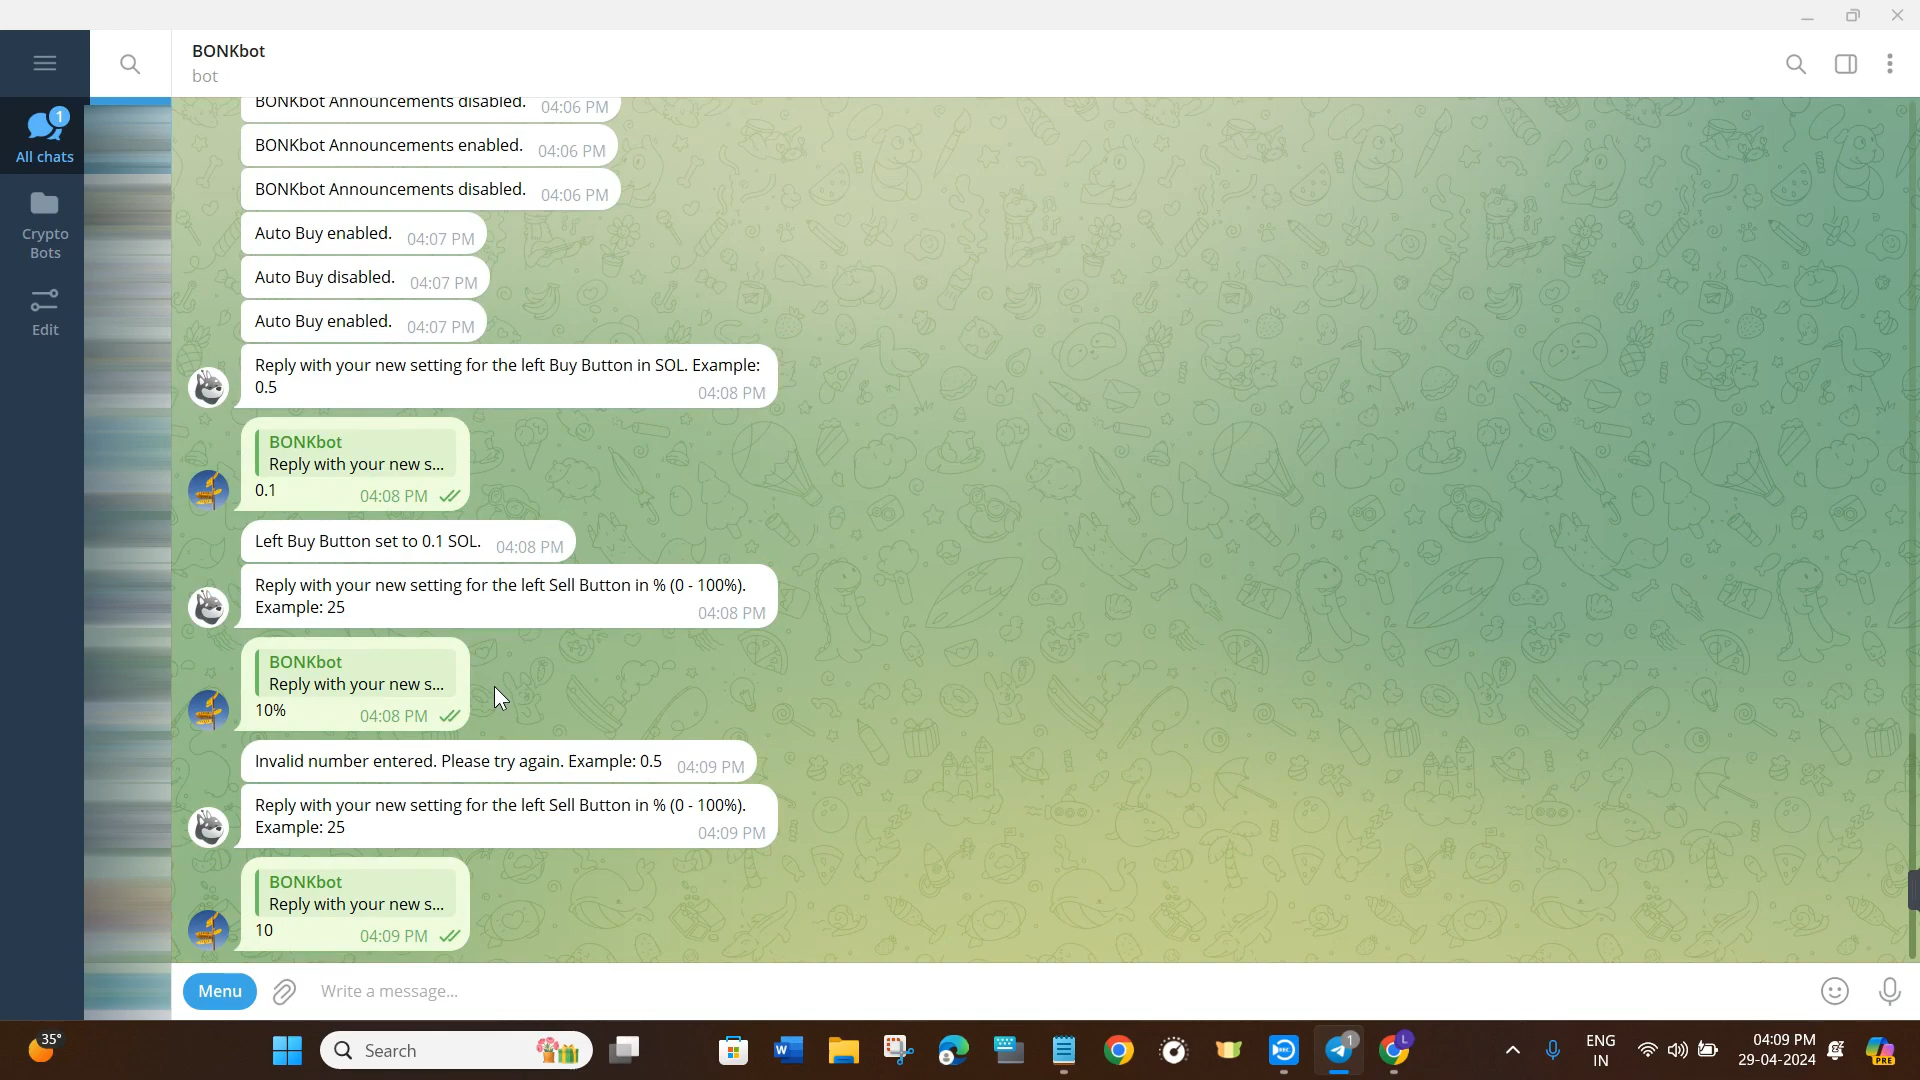 BONKbot
bot
BONKbot Announcements disabled. 04:06 PM
1
All chats
BONKbot Announcements enabled. 04:06 PM
BONKbot Announcements disabled. 04:06 PM
Crypto
Bots
Auto Buy enabled. 04:07 PM
Auto Buy disabled. 04:07 PM
Edit
Auto Buy enabled. 04:07 PM
Reply with your new setting for the left Buy Button in SOL. Example:
0.5 04:08 PM
BONKbot
Reply with your new s...
0.1 04:08 PM
Left Buy Button set to 0.1 SOL. 04:08 PM
Reply with your new setting for the left Sell Button in % (0 - 100%).
Example: 25 04:08 PM
BONKbot
Reply with your new s...
10% 04:08 PM
Invalid number entered. Please try again. Example: 0.5 04:09 PM
Reply with your new setting for the left Sell Button in % (0 - 100%).
Example: 25 04:09 PM
BONKbot
Reply with your new s...
10 04:09 PM
Menu Write a message...
35°
Search
W
1
L
ENG
IN
04:09 PM
29-04-2024
PRE